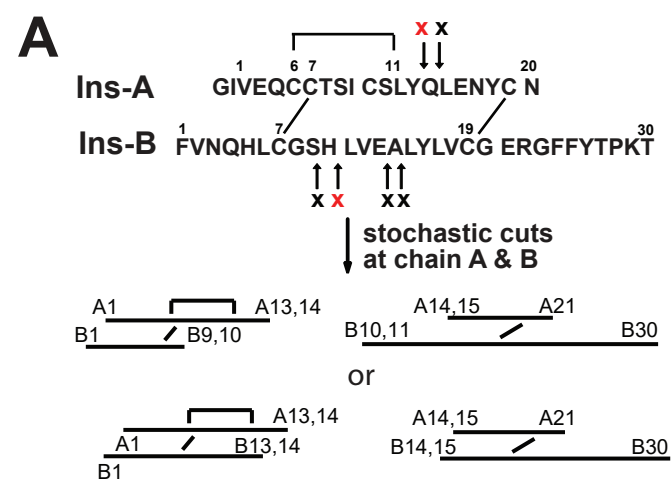 A
x x
1 6 7 11 20
Ins-A GIVEQCCTSI CSLYQLENYC N
1 7 19 30
Ins-B FVNQHLCGSH LVEALYLVCG ERGFFYTPKT
x x x x
stochastic cuts
at chain A & B
A1 A13,14 A14,15 A21
B1 B9,10 B10,11 B30
or
A13,14 A14,15 A21
A1 B13,14 B14,15 B30
B1